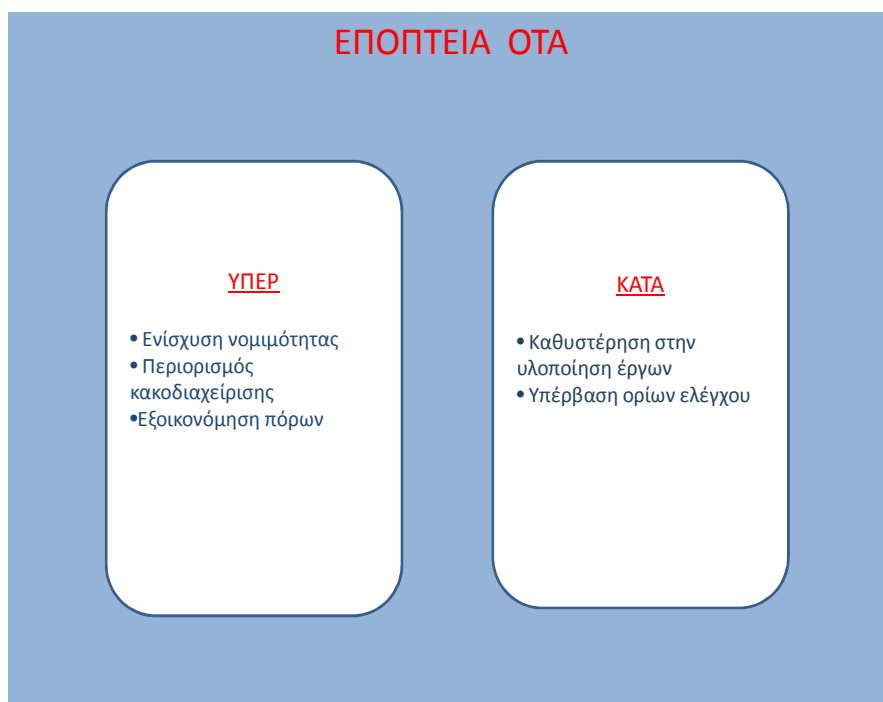 ΕΠΟΠΤΕΙΑ ΟΤΑ
ΥΠΕΡ
• Ενίσχυση νομιμότητας
• Περιορισμός
κακοδιαχείρισης
•Εξοικονόμηση πόρων
ΚΑΤΑ
• Καθυστέρηση στην
υλοποίηση έργων
• Υπέρβαση ορίων ελέγχου